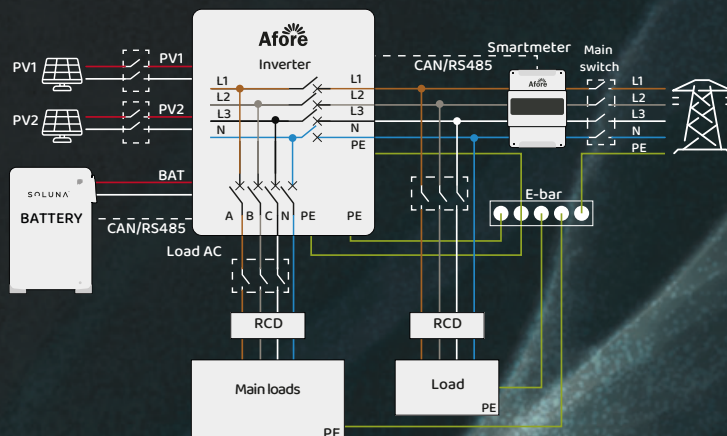 Afore
Inverter
PV1
PV1
PV2
PV2
L1
L2
L3
N
L1
L2
L3
N
PE
CAN/RS485
Smartmeter
Afore
Main
switch
L1
L2
L3
N
PE
SOLUNA
BATTERY
BAT
CAN/RS485
A
B
C
N
PE
PE
E-bar
Load AC
RCD
RCD
Main loads
PE
Load
PE